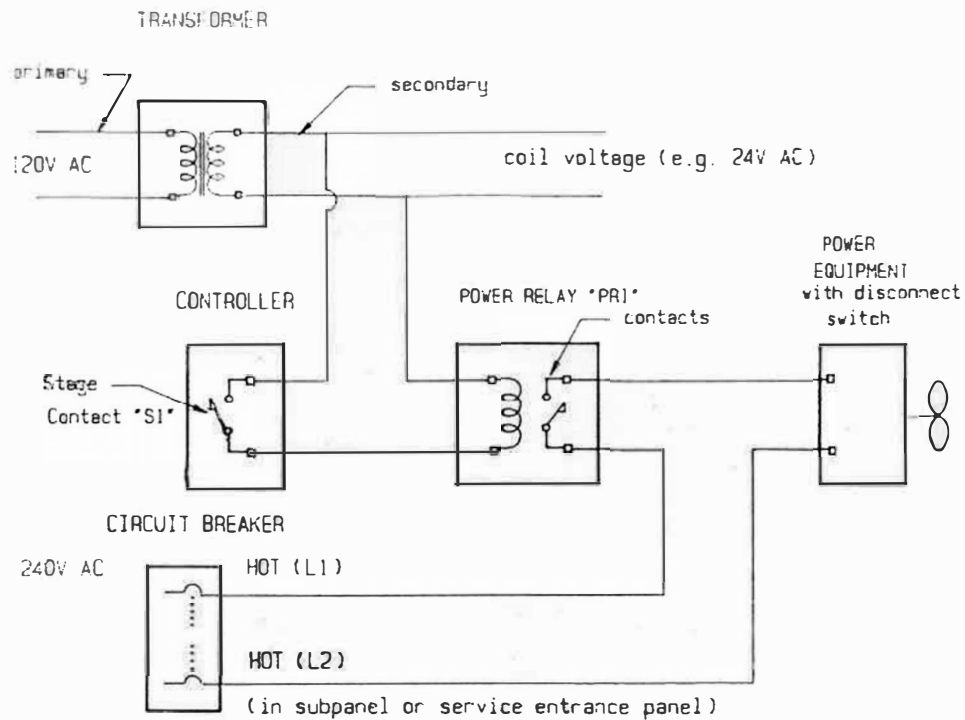 TRANSFORMER
primary
secondary
120V AC
coil voltage (e.g. 24V AC)
POWER
EQUIPMENT
with disconnect
switch
CONTROLLER
POWER RELAY "PR1"
contacts
Stage
Contact "S1"
CIRCUIT BREAKER
240V AC
HOT (L1)
HOT (L2)
(in subpanel or service entrance panel)